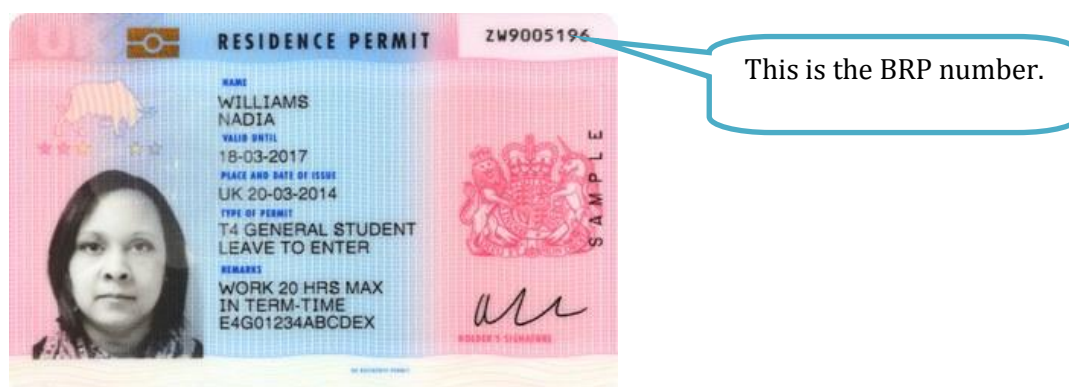 RESIDENCE PERMIT
ZW9005196
This is the BRP number.
NAME
WILLIAMS
NADIA
VALID UNTIL
18-03-2017
PLACE AND DATE OF ISSUE
UK 20-03-2014
TYPE OF PERMIT
T4 GENERAL STUDENT
LEAVE TO ENTER
REMARKS
WORK 20 HRS MAX
IN TERM-TIME
E4G01234ABCDEX
SAMPLE
HOLDER'S SIGNATURE